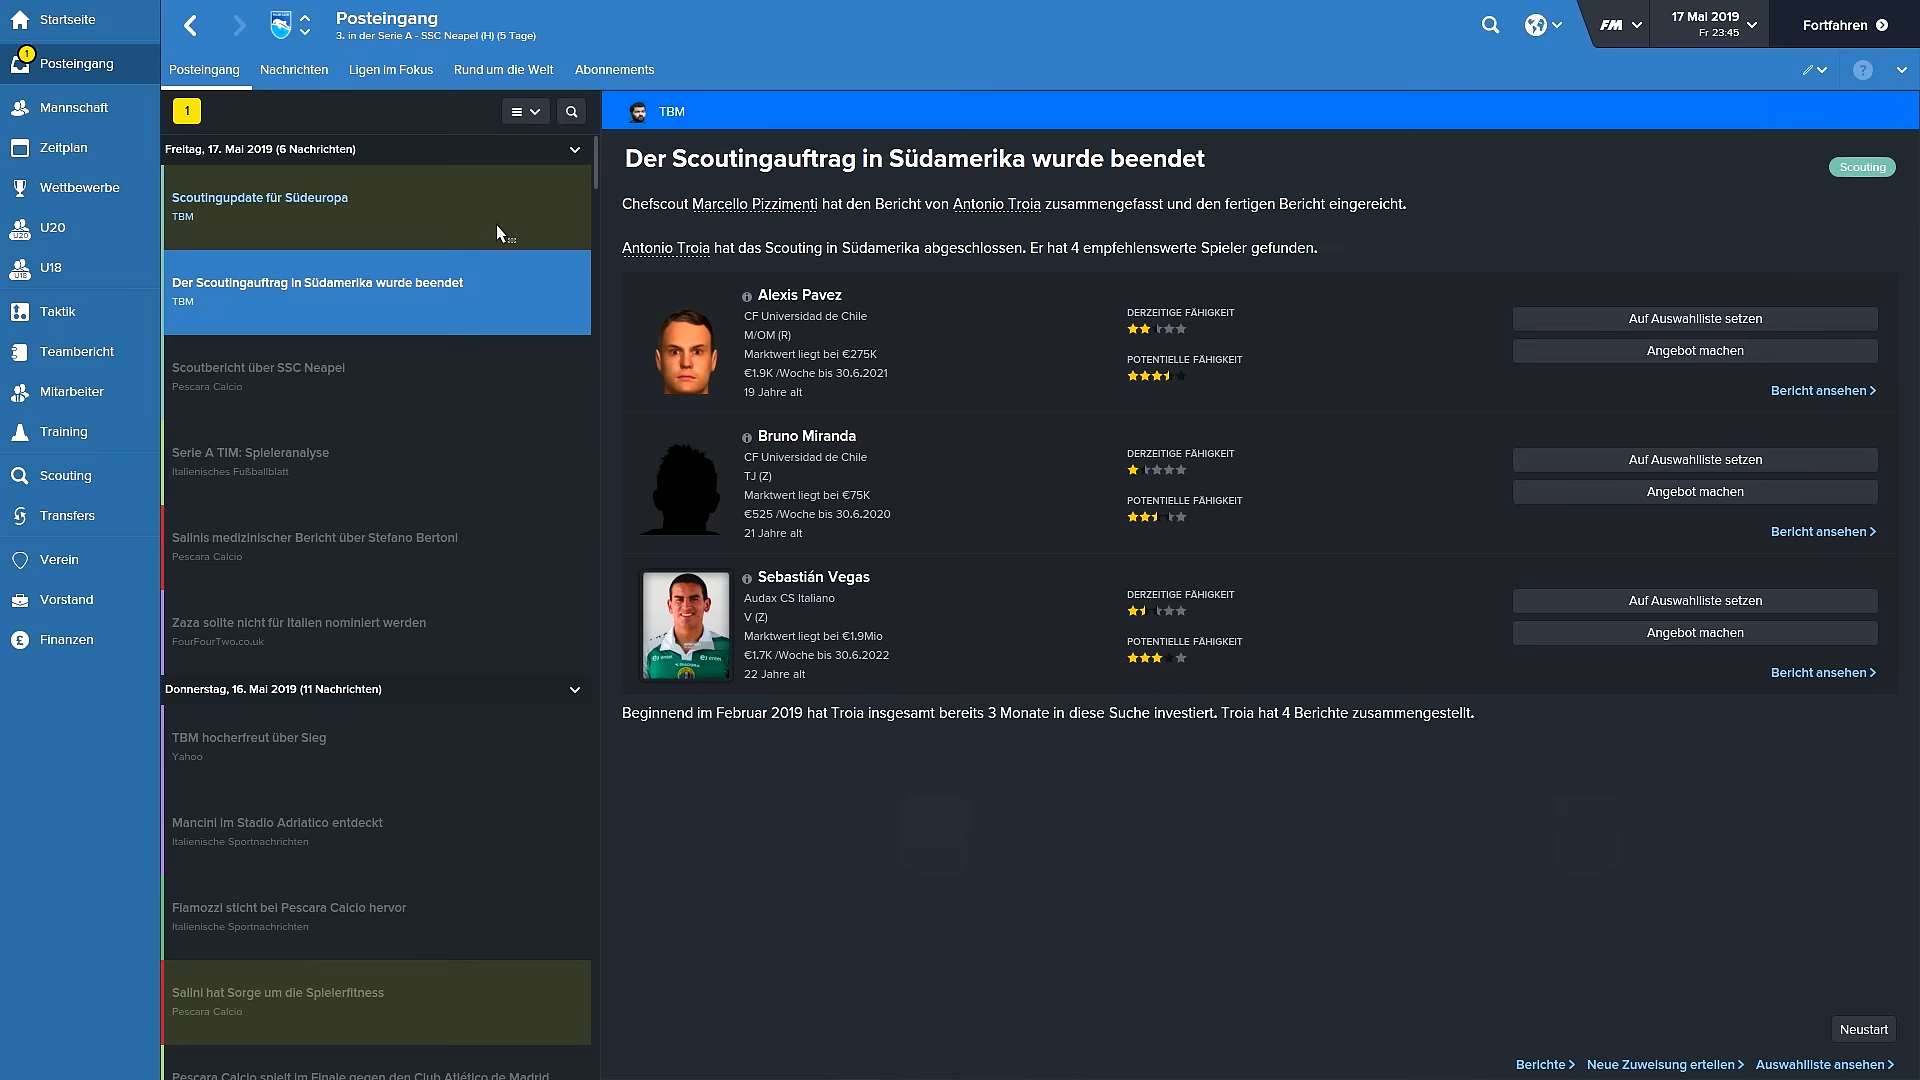 Startseite
1
Posteingang
Mannschaft
Zeitplan
Wettbewerbe
U20
U20
U18
U18
Taktik
Teambericht
Mitarbeiter
Training
Scouting
Transfers
Verein
Vorstand
£ Finanzen
Posteingang
3. in der Serie A - SSC Neapel (H) (5 Tage)
FM
17 Mai 2019
Fr 23:45
Fortfahren
Posteingang
Nachrichten
Ligen im Fokus
Rund um die Welt
Abonnements
?
1
Freitag, 17. Mai 2019 (6 Nachrichten)
Scoutingupdate für Südeuropa
TBM
Der Scoutingauftrag in Südamerika wurde beendet
TBM
Scoutbericht über SSC Neapel
Pescara Calcio
Serie A TIM: Spieleranalyse
Italienisches Fußballblatt
Salinis medizinischer Bericht über Stefano Bertoni
Pescara Calcio
Zaza sollte nicht für Italien nominiert werden
FourFourTwo.co.uk
Donnerstag, 16. Mai 2019 (11 Nachrichten)
TBM hocherfreut über Sieg
Yahoo
Mancini im Stadio Adriatico entdeckt
Italienische Sportnachrichten
Fiamozzi sticht bei Pescara Calcio hervor
Italienische Sportnachrichten
Salini hat Sorge um die Spielerfitness
Pescara Calcio
Pescara Calcio spielt im Finale gegen den Club Atlético de Madrid
TBM
Der Scoutingauftrag in Südamerika wurde beendet
Scouting
Chefscout Marcello Pizzimenti hat den Bericht von Antonio Troia zusammengefasst und den fertigen Bericht eingereicht.
Antonio Troia hat das Scouting in Südamerika abgeschlossen. Er hat 4 empfehlenswerte Spieler gefunden.
Alexis Pavez
CF Universidad de Chile
M/OM (R)
Marktwert liegt bei €275K
€1.9K /Woche bis 30.6.2021
19 Jahre alt
DERZEITIGE FÄHIGKEIT
POTENTIELLE FÄHIGKEIT
Auf Auswahlliste setzen
Angebot machen
Bericht ansehen >
Bruno Miranda
CF Universidad de Chile
TJ (Z)
Marktwert liegt bei €75K
€525 /Woche bis 30.6.2020
21 Jahre alt
DERZEITIGE FÄHIGKEIT
POTENTIELLE FÄHIGKEIT
Auf Auswahlliste setzen
Angebot machen
Bericht ansehen >
Sebastián Vegas
Audax CS Italiano
V (Z)
Marktwert liegt bei €1.9Mio
€1.7K /Woche bis 30.6.2022
22 Jahre alt
DERZEITIGE FÄHIGKEIT
POTENTIELLE FÄHIGKEIT
Auf Auswahlliste setzen
Angebot machen
Bericht ansehen >
Beginnend im Februar 2019 hat Troia insgesamt bereits 3 Monate in diese Suche investiert. Troia hat 4 Berichte zusammengestellt.
Neustart
Berichte >
Neue Zuweisung erteilen >
Auswahlliste ansehen >